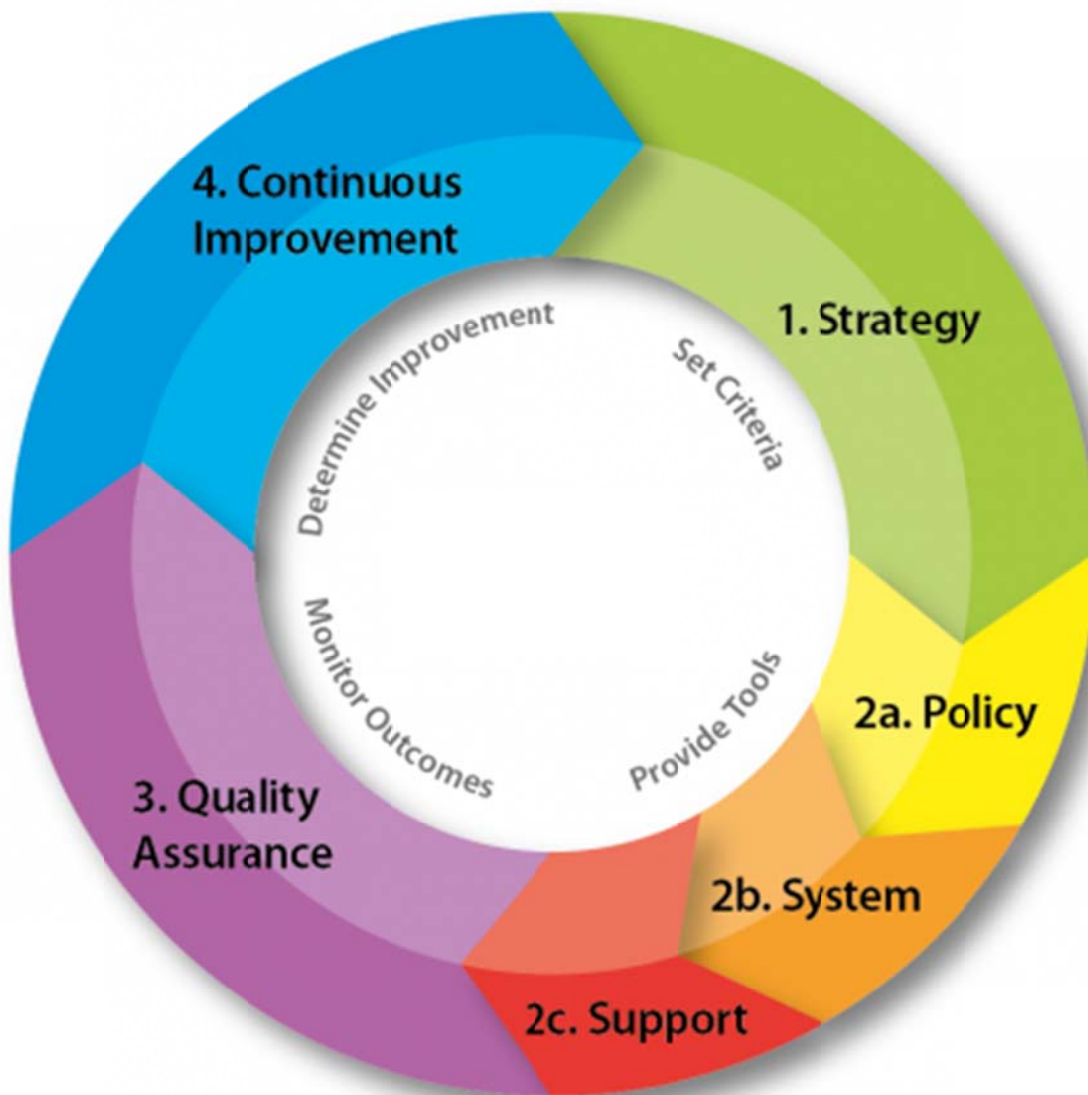 4. Continuous
Improvement
1. Strategy
2a. Policy
2b. System
2c. Support
3. Quality
Assurance
Determine Improvement
Set Criteria
Provide Tools
Monitor Outcomes